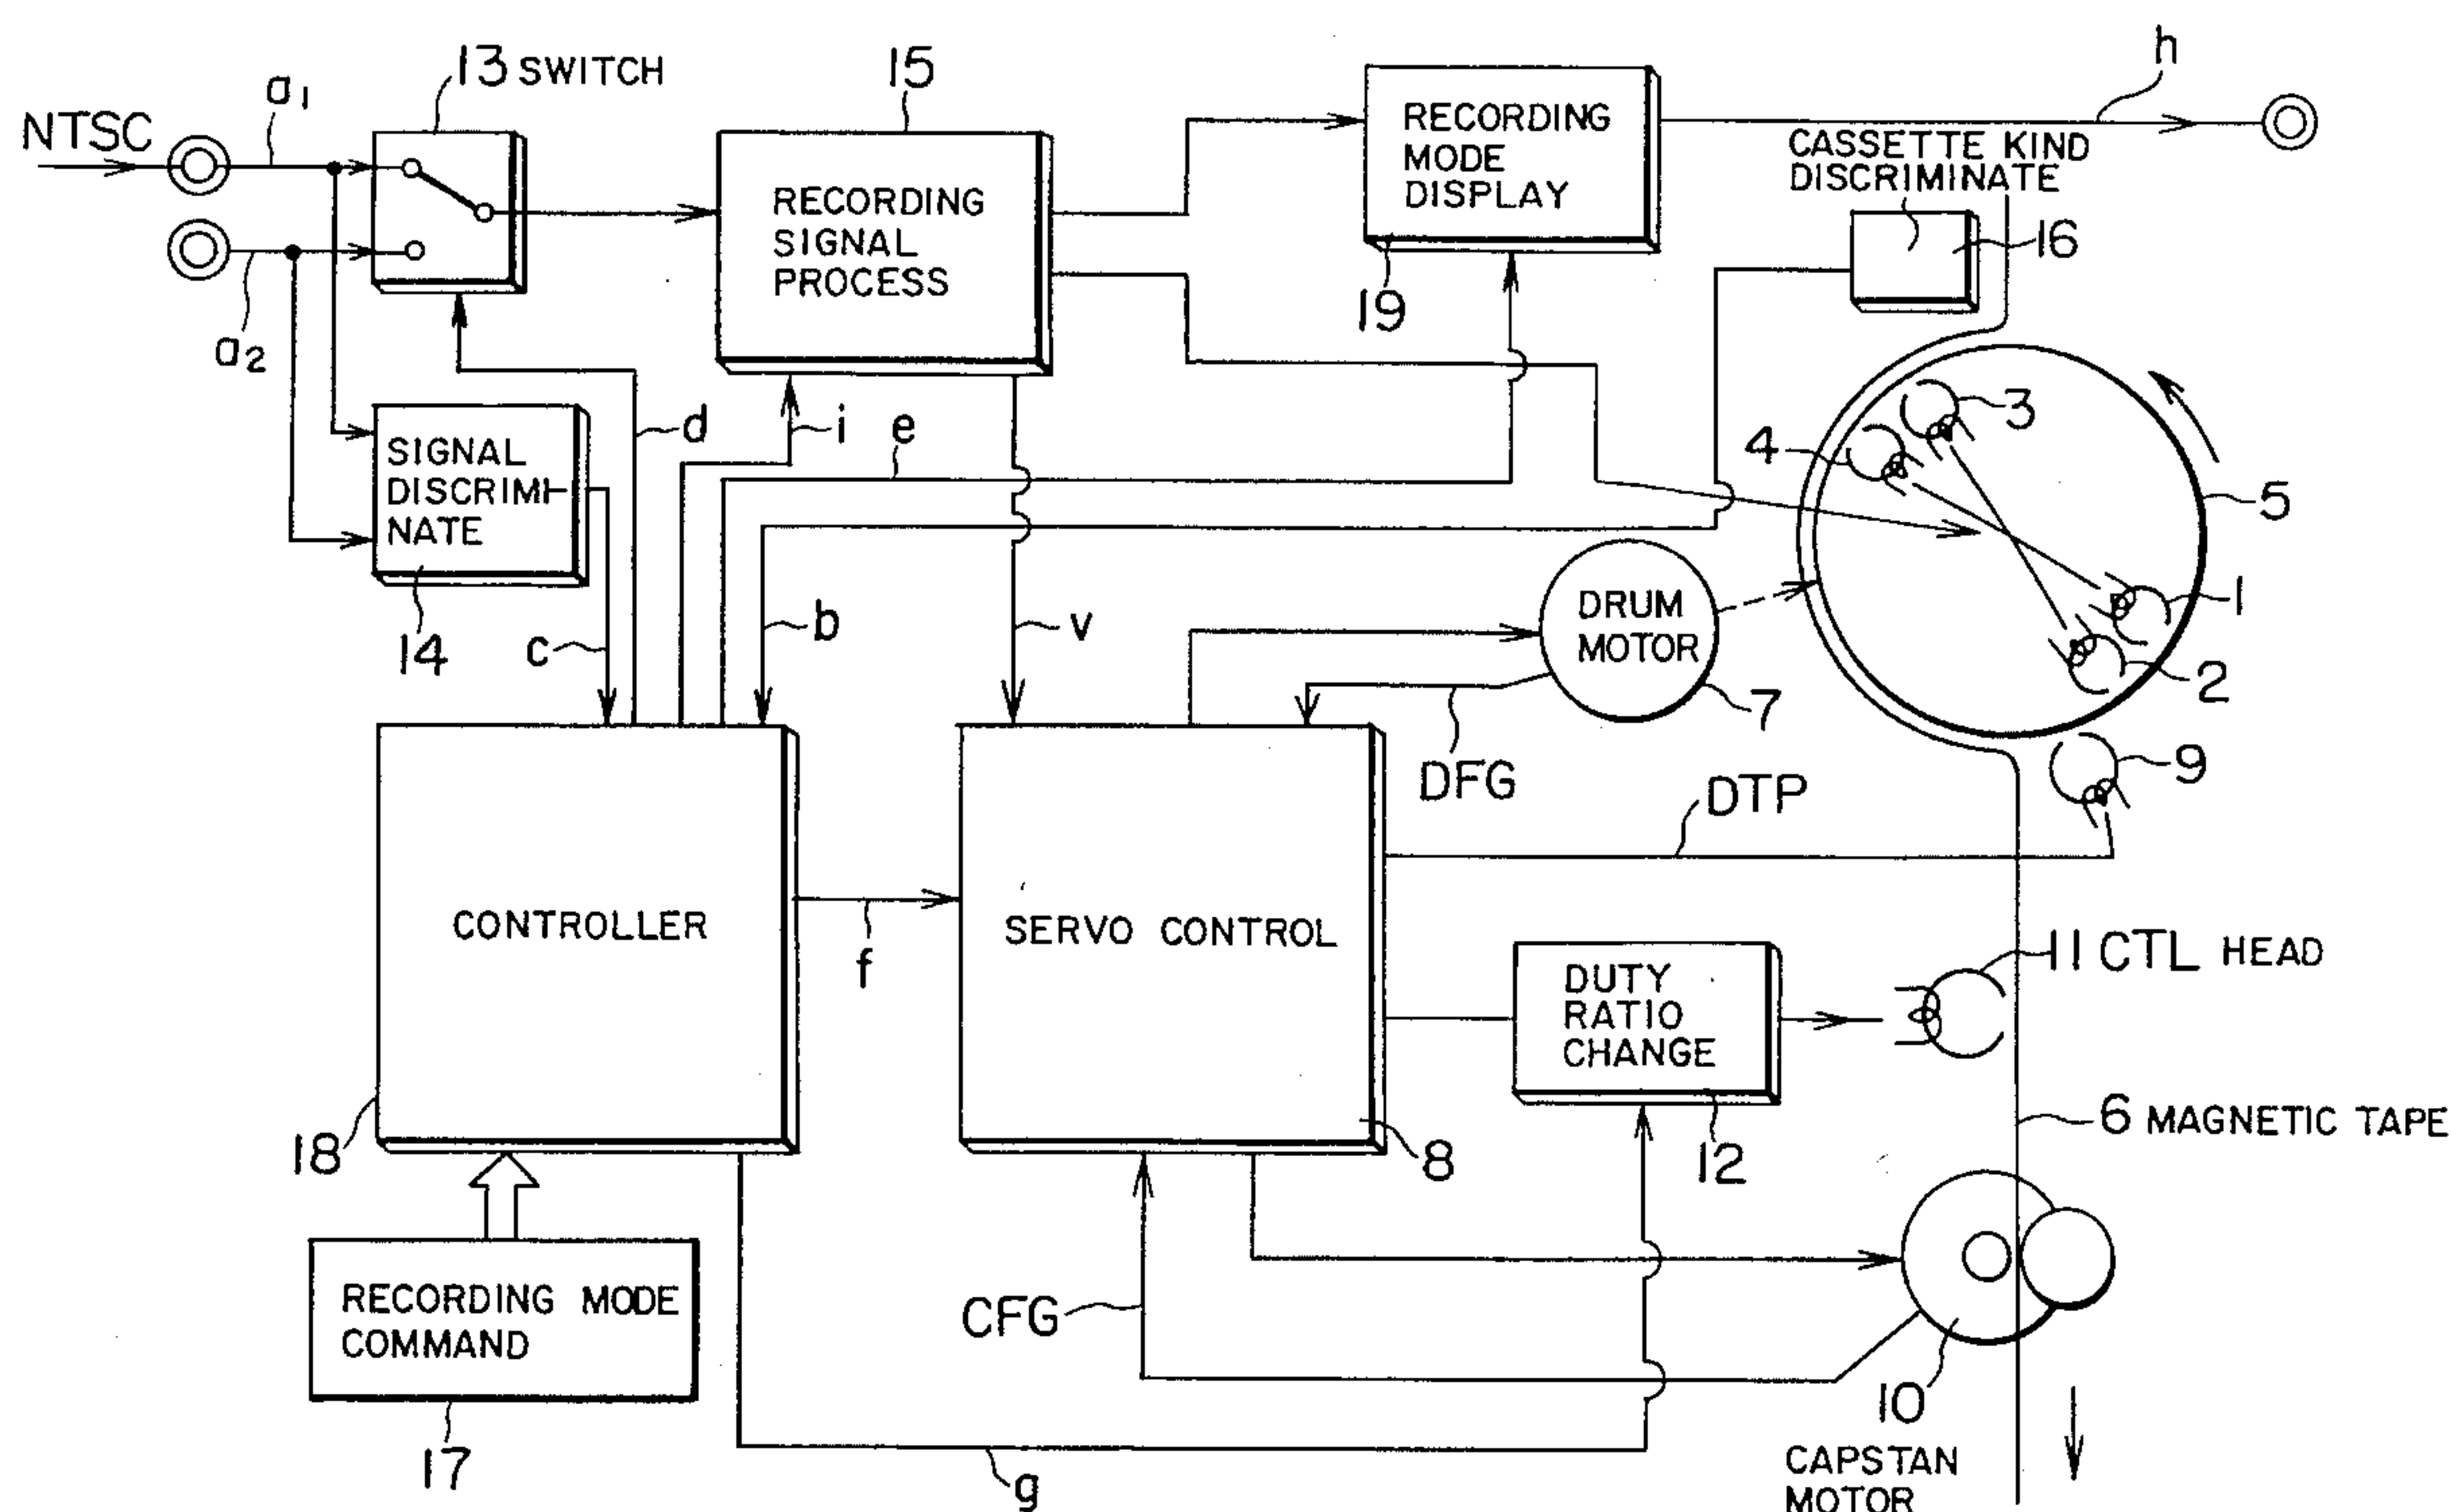 NTSC
a1
13 SWITCH
15
h
RECORDING
MODE
DISPLAY
CASSETTE KIND
DISCRIMINATE
RECORDING
SIGNAL
PROCESS
16
19
a2
3
4
d
i
e
SIGNAL
DISCRIMI-
NATE
5
14
c
b
v
DRUM
MOTOR
1
2
7
DFG
9
DTP
CONTROLLER
f
SERVO CONTROL
11 CTL HEAD
DUTY
RATIO
CHANGE
6 MAGNETIC TAPE
18
8
12
RECORDING MODE
COMMAND
CFG
10
17
g
CAPSTAN
MOTOR